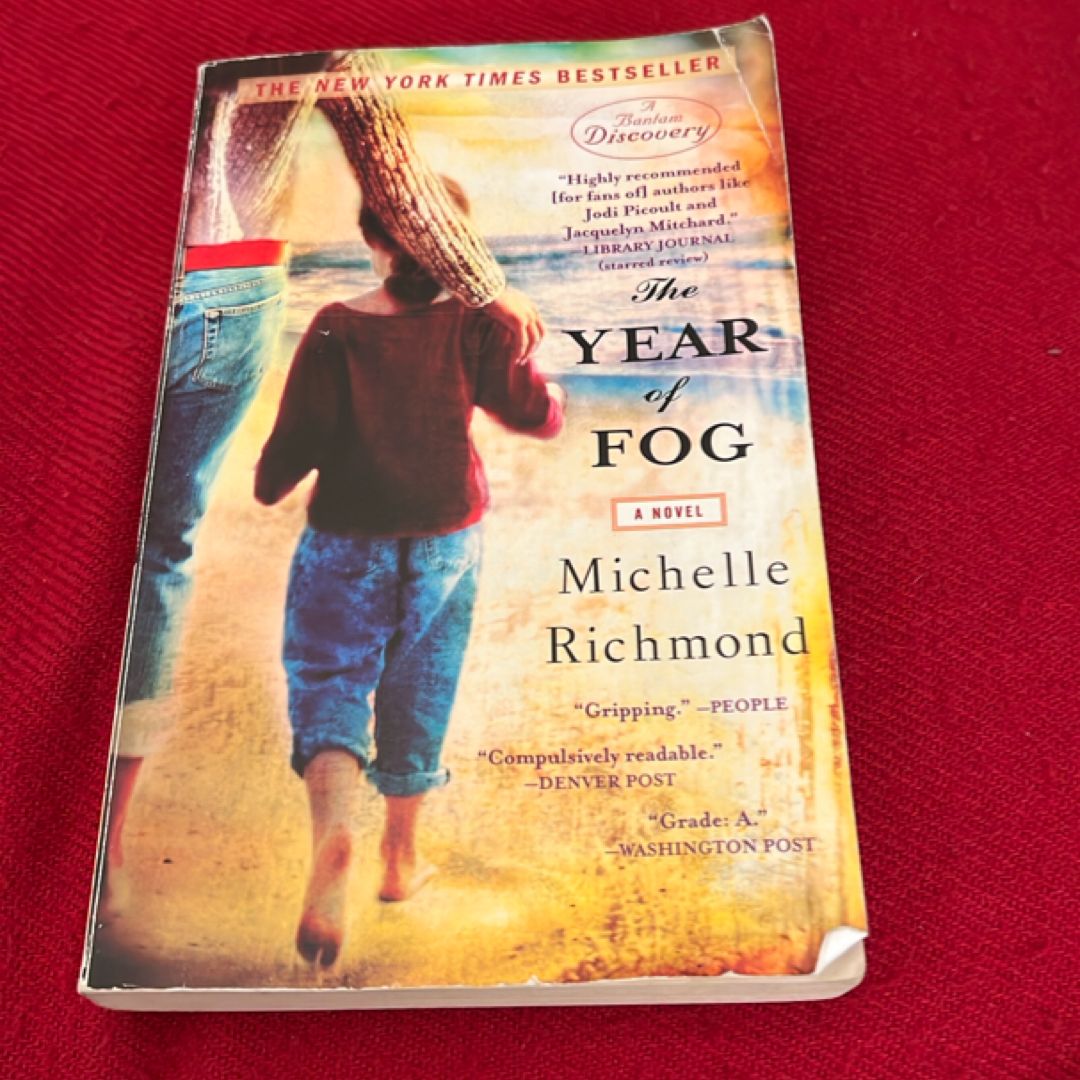 THE NEW YORK TIMES BESTSELLER
A
Bantam
Discovery
“Highly recommended
[for fans of] authors like
Jodi Picoult and
Jacquelyn Mitchard.”
LIBRARY JOURNAL
(starred review)
The
YEAR
of
FOG
A NOVEL
Michelle
Richmond
“Gripping.” —PEOPLE
“Compulsively readable.”
—DENVER POST
“Grade: A.”
—WASHINGTON POST